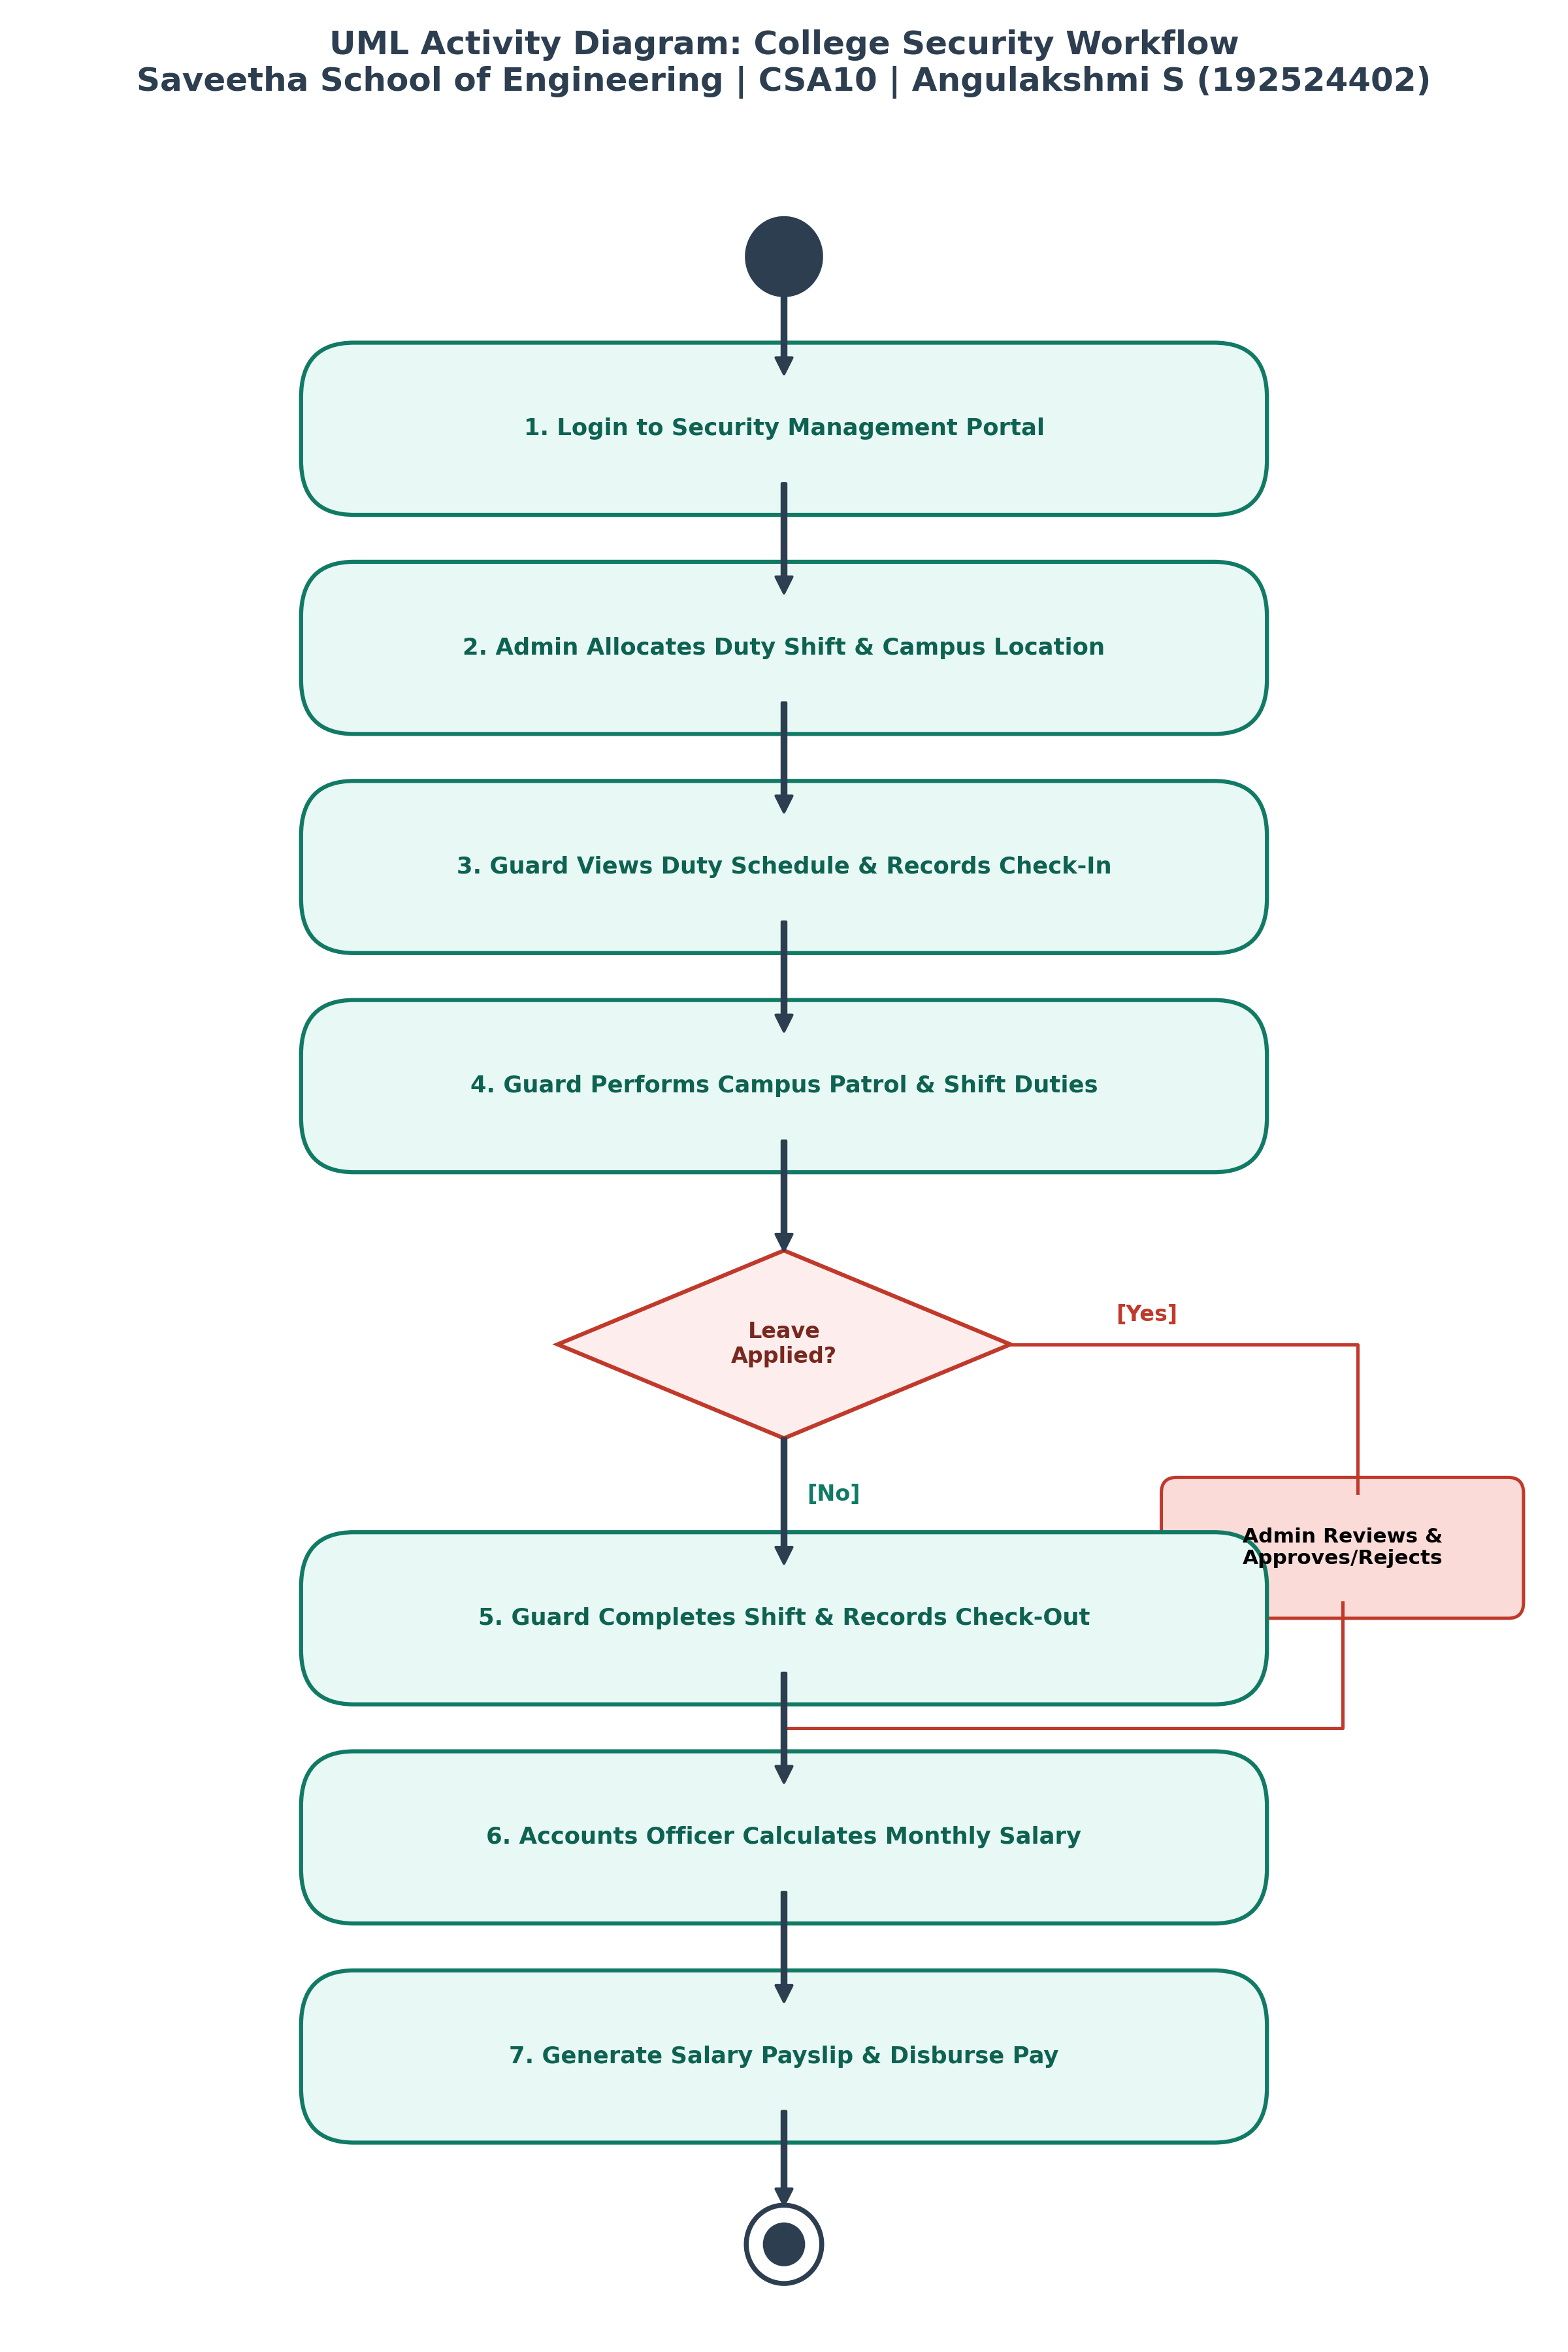 UML Activity Diagram: College Security Workflow
Saveetha School of Engineering | CSA10 | Angulakshmi S (192524402)
1. Login to Security Management Portal
2. Admin Allocates Duty Shift & Campus Location
3. Guard Views Duty Schedule & Records Check-In
4. Guard Performs Campus Patrol & Shift Duties
Leave
Applied?
[Yes]
[No]
Admin Reviews &
Approves/Rejects
5. Guard Completes Shift & Records Check-Out
6. Accounts Officer Calculates Monthly Salary
7. Generate Salary Payslip & Disburse Pay